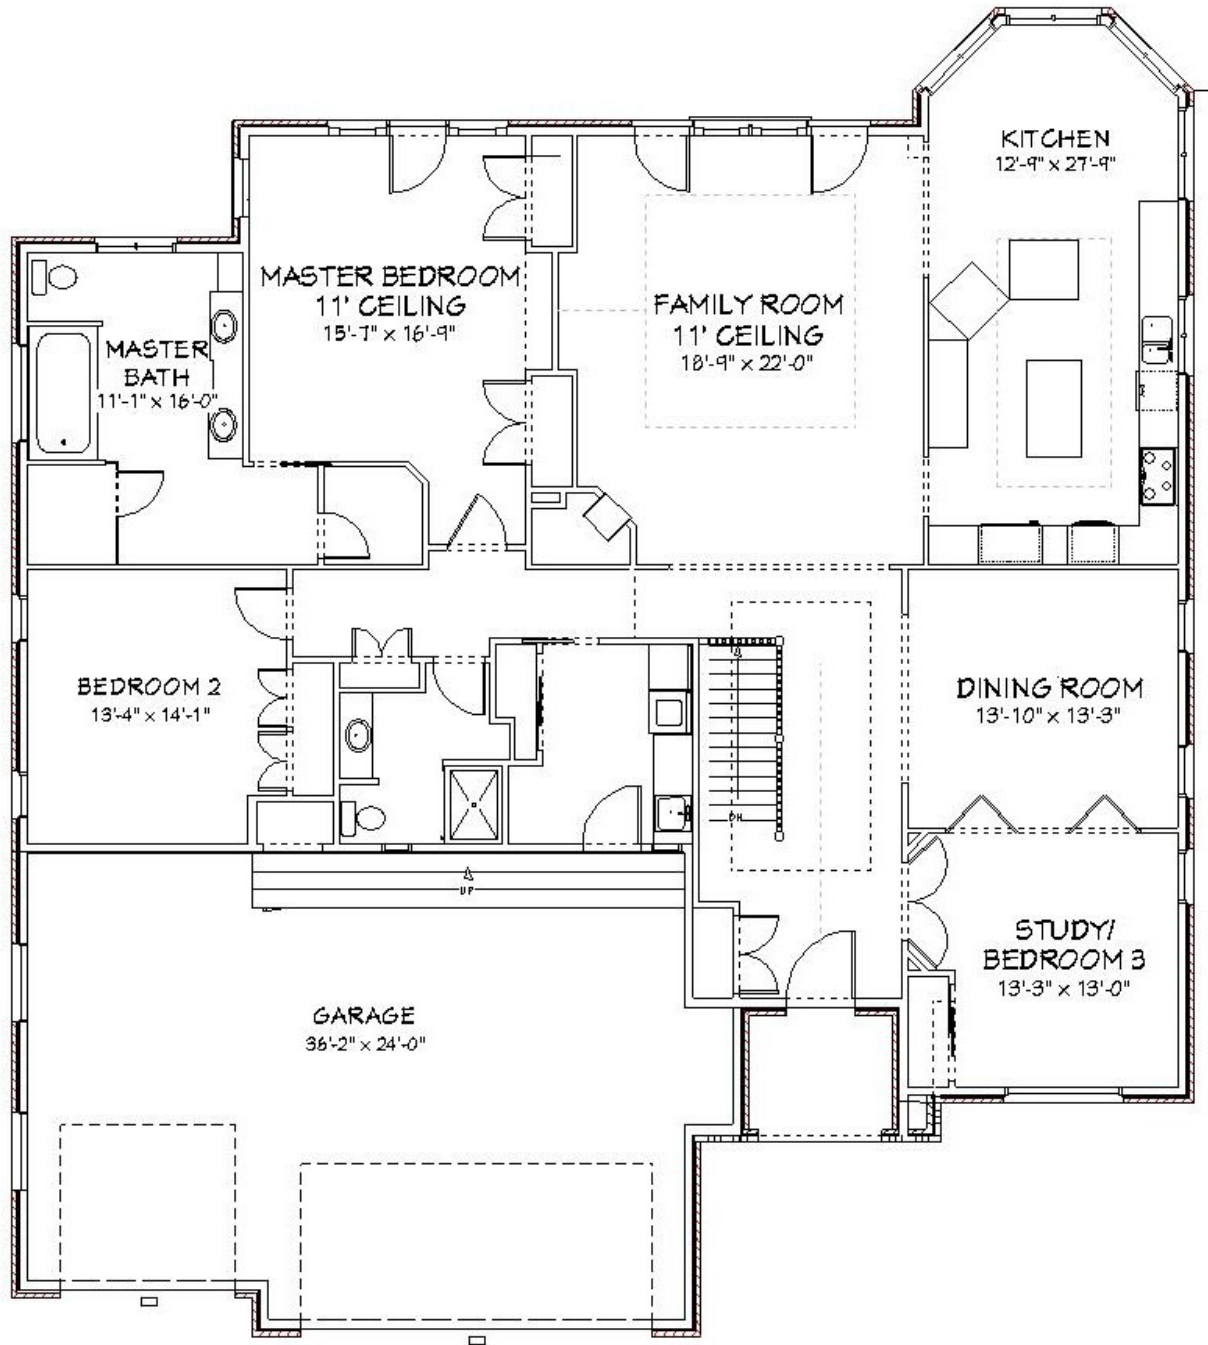 KITCHEN
12'-9" x 27'-9"
MASTER BEDROOM
11' CEILING
15'-7" x 16'-9"
FAMILY ROOM
11' CEILING
18'-9" x 22'-0"
MASTER
BATH
11'-1" x 16'-0"
BEDROOM 2
13'-4" x 14'-1"
DINING ROOM
13'-10" x 13'-3"
DN
UP
STUDY/
BEDROOM 3
13'-3" x 13'-0"
GARAGE
36'-2" x 24'-0"